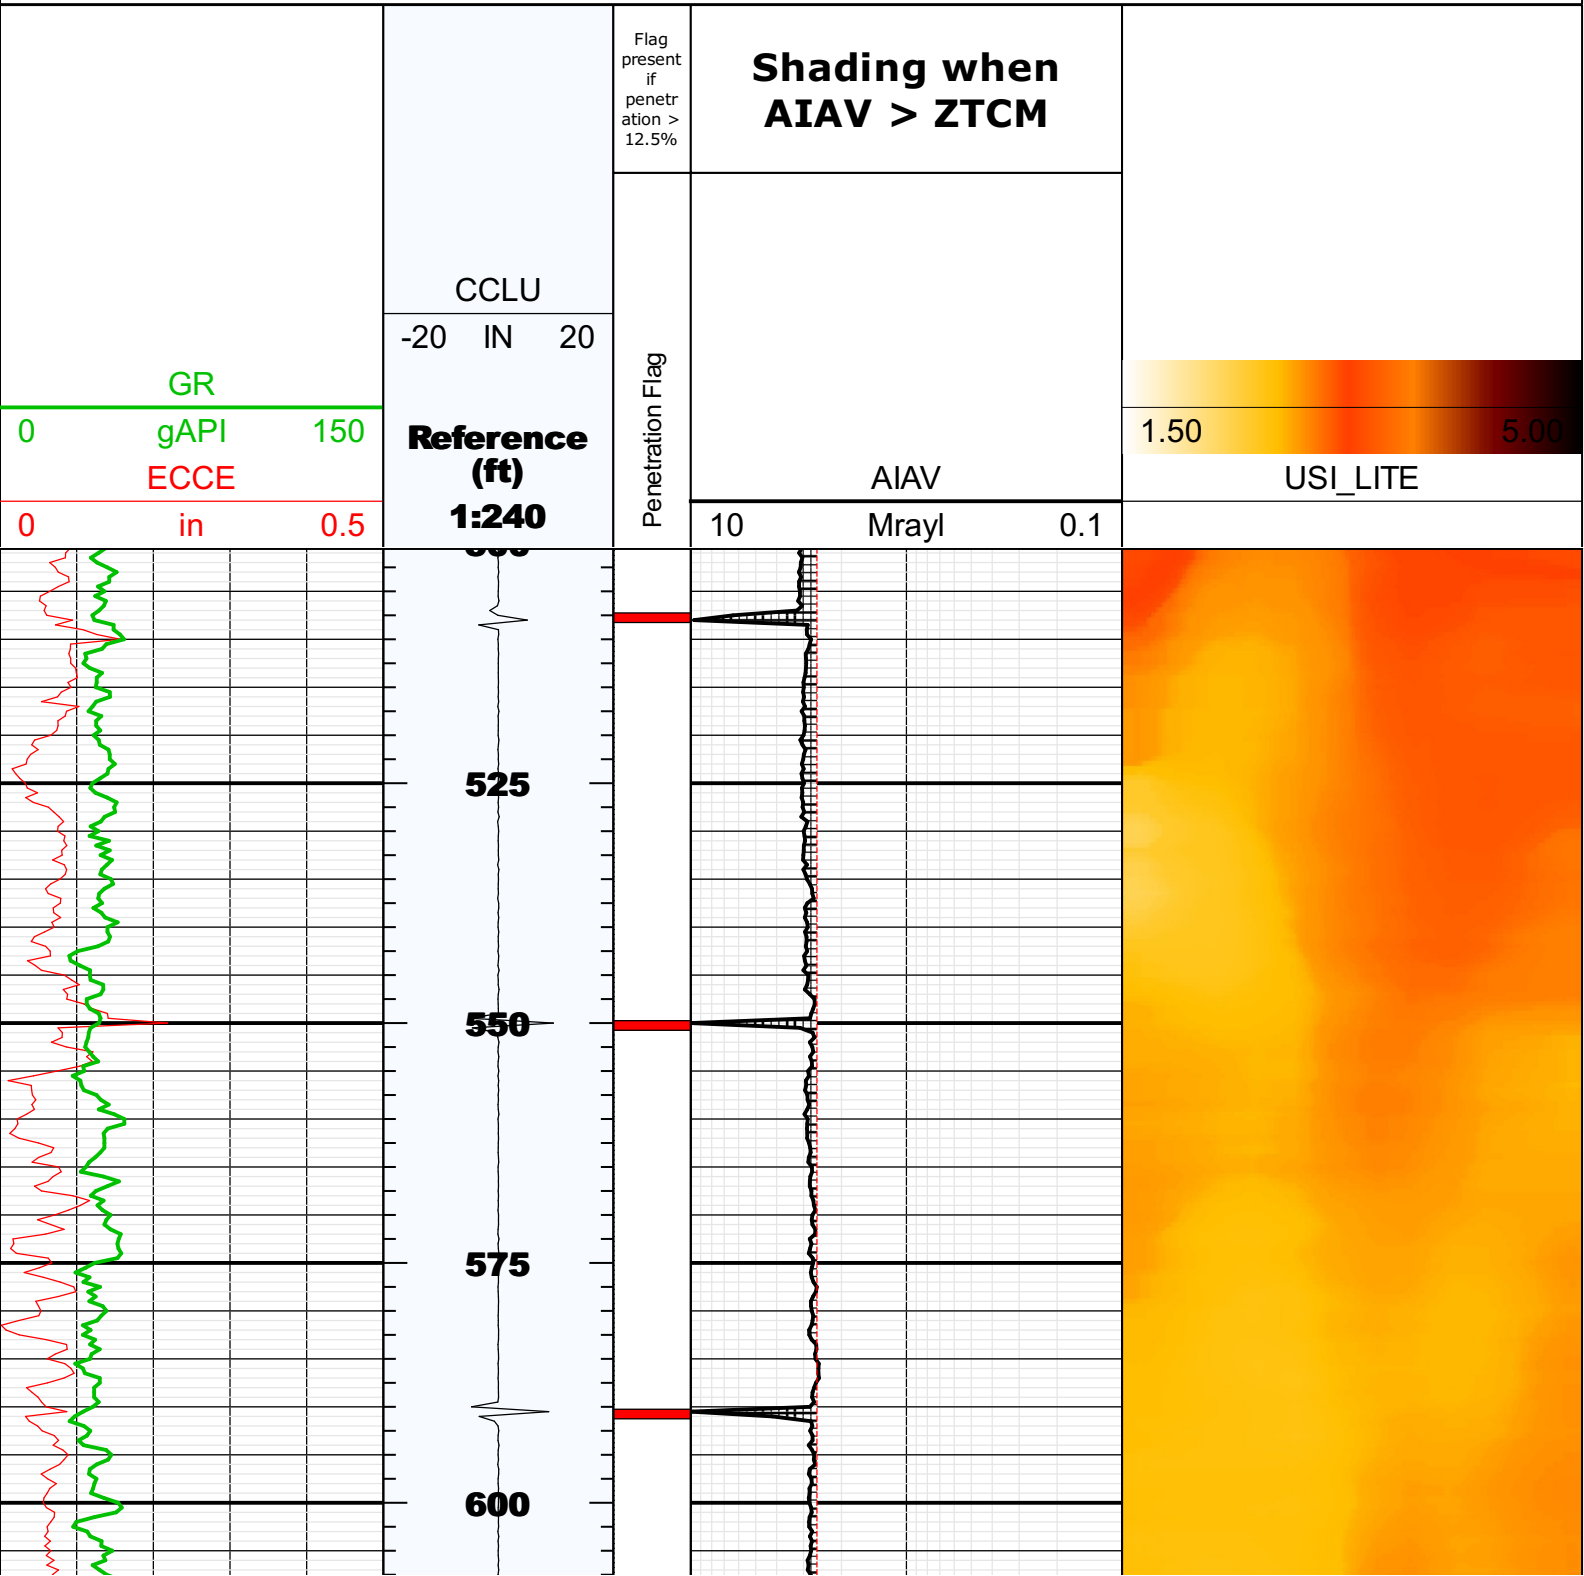 Flag
present
if
penetr
ation >
12.5%
Shading when
AIAV > ZTCM
CCLU
-20 IN 20
GR
0 gAPI 150
ECCE
0 in 0.5
Reference
(ft)
1:240
Penetration Flag
AIAV
10 Mrayl 0.1
1.50 5.00
USI_LITE
525
550
575
600